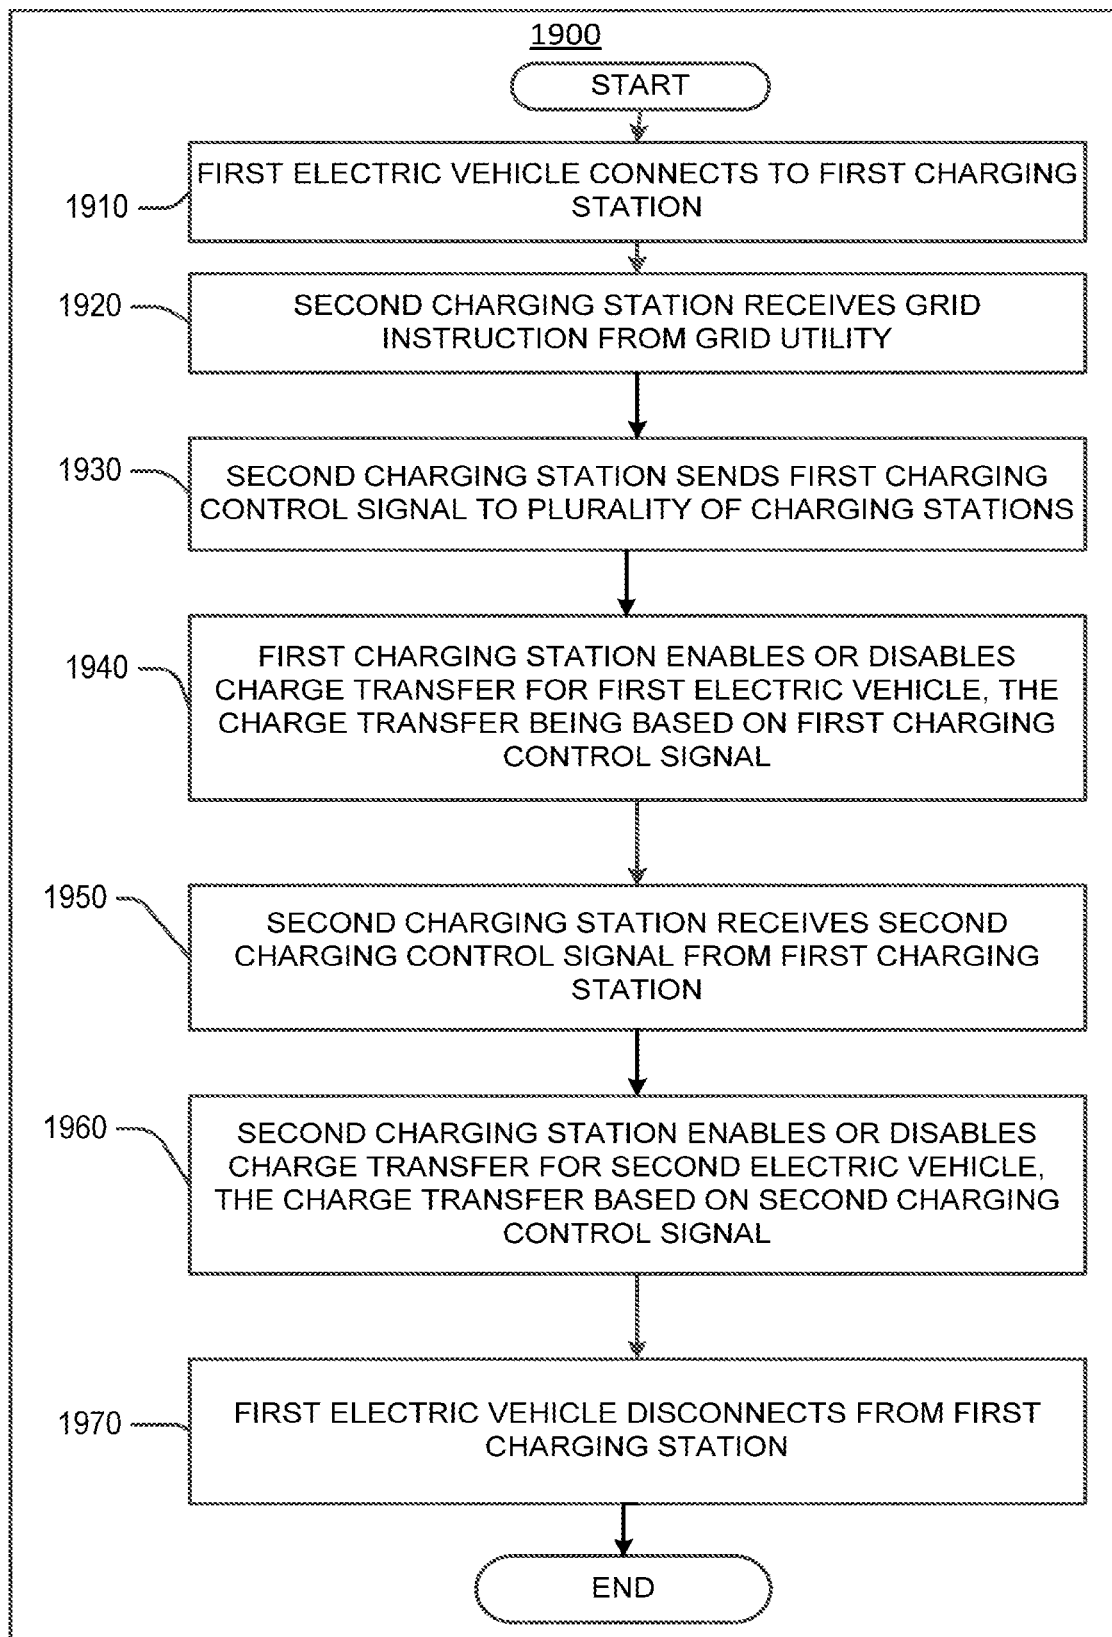 1900
START
FIRST ELECTRIC VEHICLE CONNECTS TO FIRST CHARGING
STATION
1910
1920
SECOND CHARGING STATION RECEIVES GRID
INSTRUCTION FROM GRID UTILITY
1930
SECOND CHARGING STATION SENDS FIRST CHARGING
CONTROL SIGNAL TO PLURALITY OF CHARGING STATIONS
1940
FIRST CHARGING STATION ENABLES OR DISABLES
CHARGE TRANSFER FOR FIRST ELECTRIC VEHICLE, THE
CHARGE TRANSFER BEING BASED ON FIRST CHARGING
CONTROL SIGNAL
1950
SECOND CHARGING STATION RECEIVES SECOND
CHARGING CONTROL SIGNAL FROM FIRST CHARGING
STATION
1960
SECOND CHARGING STATION ENABLES OR DISABLES
CHARGE TRANSFER FOR SECOND ELECTRIC VEHICLE,
THE CHARGE TRANSFER BASED ON SECOND CHARGING
CONTROL SIGNAL
1970
FIRST ELECTRIC VEHICLE DISCONNECTS FROM FIRST
CHARGING STATION
END